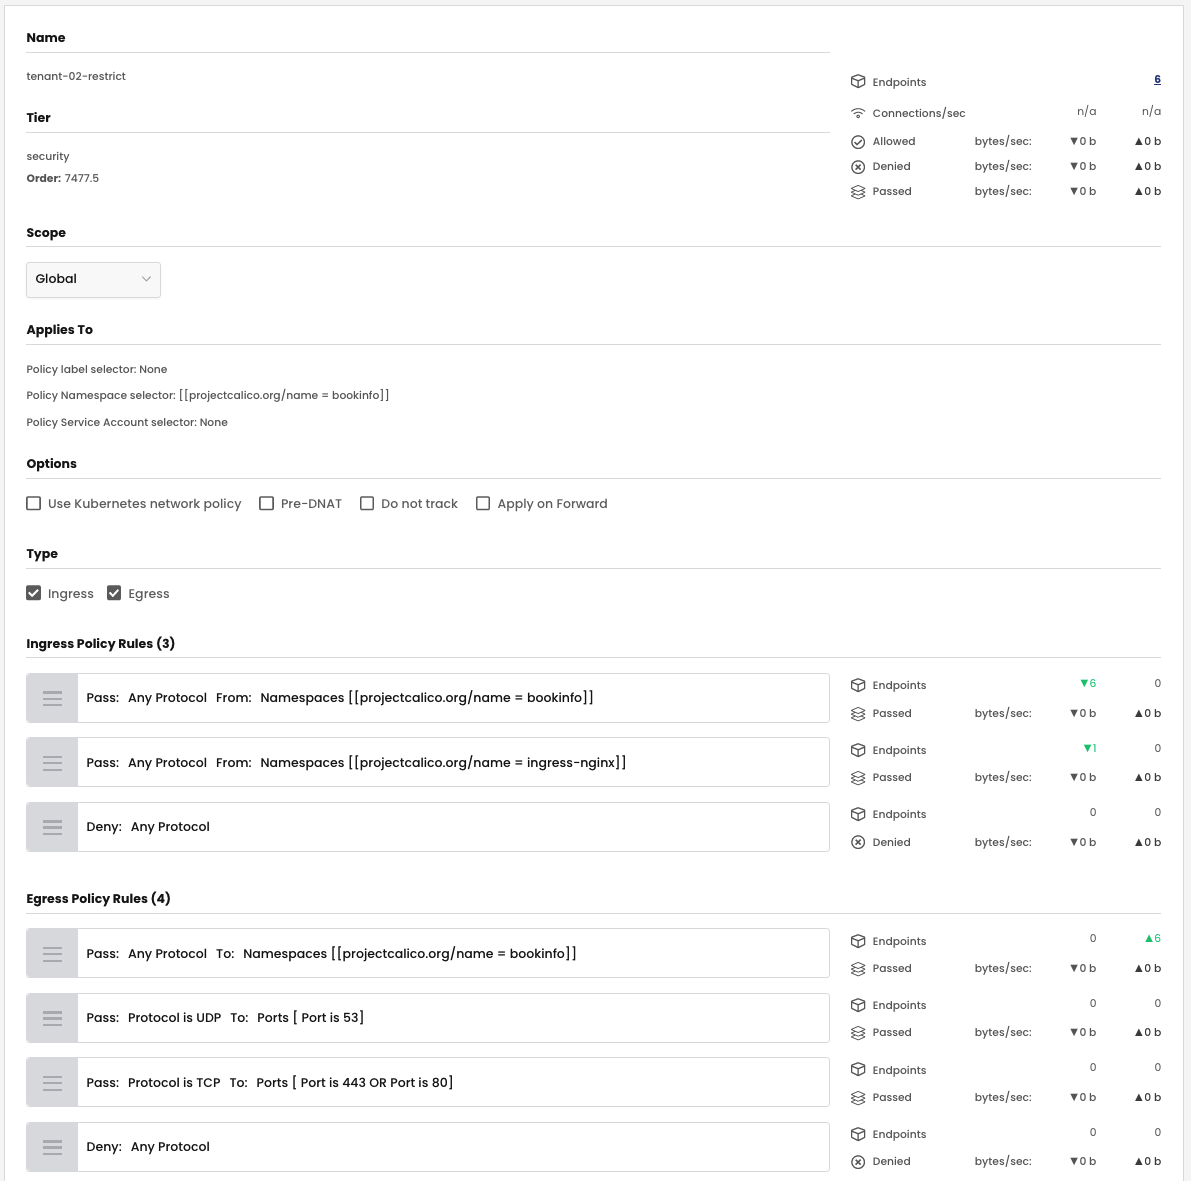 Name
tenant-02-restrict
Endpoints 6
Connections/sec n/a n/a
Tier
Allowed bytes/sec: ▼0 b ▲0 b
security
Denied bytes/sec: ▼0 b ▲0 b
Order: 7477.5
Passed bytes/sec: ▼0 b ▲0 b
Scope
Global
Applies To
Policy label selector: None
Policy Namespace selector: [[projectcalico.org/name = bookinfo]]
Policy Service Account selector: None
Options
Use Kubernetes network policy Pre-DNAT Do not track Apply on Forward
Type
Ingress Egress
Ingress Policy Rules (3)
Pass: Any Protocol From: Namespaces [[projectcalico.org/name = bookinfo]]
Endpoints ▼6 0
Passed bytes/sec: ▼0 b ▲0 b
Pass: Any Protocol From: Namespaces [[projectcalico.org/name = ingress-nginx]]
Endpoints ▼1 0
Passed bytes/sec: ▼0 b ▲0 b
Deny: Any Protocol
Endpoints 0 0
Denied bytes/sec: ▼0 b ▲0 b
Egress Policy Rules (4)
Pass: Any Protocol To: Namespaces [[projectcalico.org/name = bookinfo]]
Endpoints 0 ▲6
Passed bytes/sec: ▼0 b ▲0 b
Pass: Protocol is UDP To: Ports [ Port is 53]
Endpoints 0 0
Passed bytes/sec: ▼0 b ▲0 b
Pass: Protocol is TCP To: Ports [ Port is 443 OR Port is 80]
Endpoints 0 0
Passed bytes/sec: ▼0 b ▲0 b
Deny: Any Protocol
Endpoints 0 0
Denied bytes/sec: ▼0 b ▲0 b